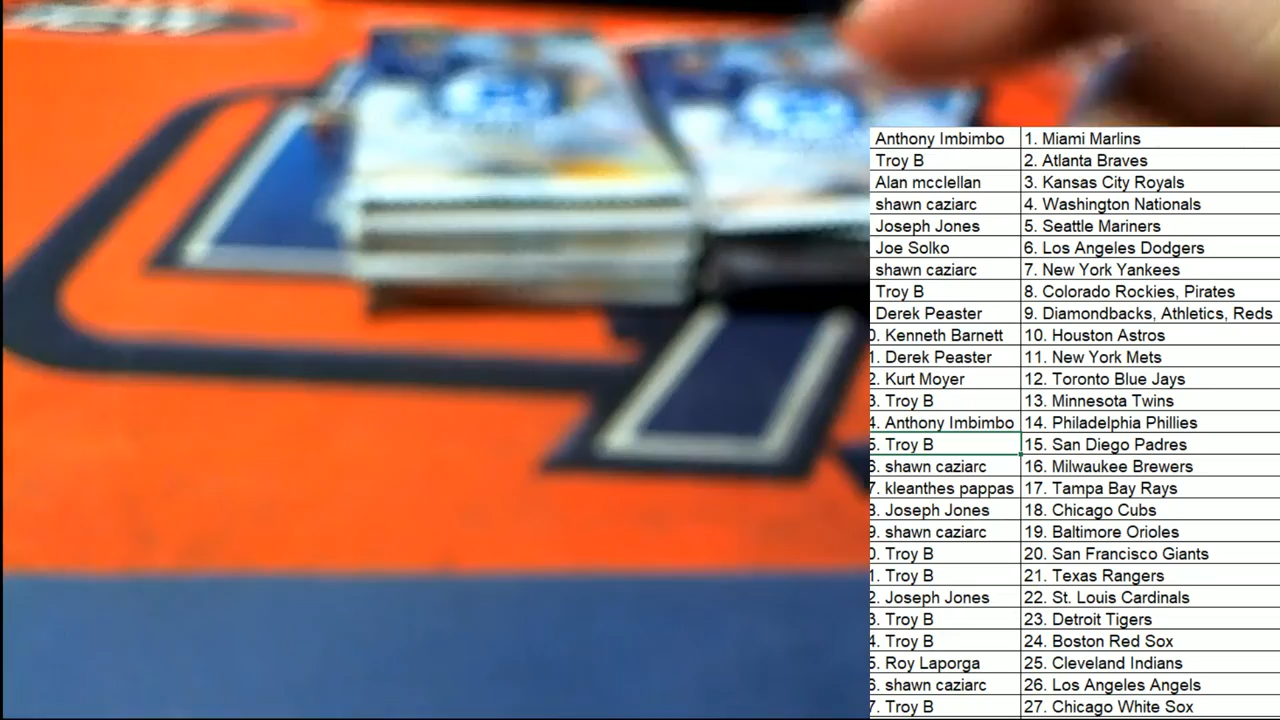 Anthony Imbimbo 1. Miami Marlins
Troy B 2. Atlanta Braves
Alan mcclellan 3. Kansas City Royals
shawn caziarc 4. Washington Nationals
Joseph Jones 5. Seattle Mariners
Joe Solko 6. Los Angeles Dodgers
shawn caziarc 7. New York Yankees
Troy B 8. Colorado Rockies, Pirates
Derek Peaster 9. Diamondbacks, Athletics, Reds
0. Kenneth Barnett 10. Houston Astros
1. Derek Peaster 11. New York Mets
2. Kurt Moyer 12. Toronto Blue Jays
3. Troy B 13. Minnesota Twins
4. Anthony Imbimbo 14. Philadelphia Phillies
5. Troy B 15. San Diego Padres
6. shawn caziarc 16. Milwaukee Brewers
7. kleanthes pappas 17. Tampa Bay Rays
8. Joseph Jones 18. Chicago Cubs
9. shawn caziarc 19. Baltimore Orioles
0. Troy B 20. San Francisco Giants
1. Troy B 21. Texas Rangers
2. Joseph Jones 22. St. Louis Cardinals
3. Troy B 23. Detroit Tigers
4. Troy B 24. Boston Red Sox
5. Roy Laporga 25. Cleveland Indians
6. shawn caziarc 26. Los Angeles Angels
7. Troy B 27. Chicago White Sox